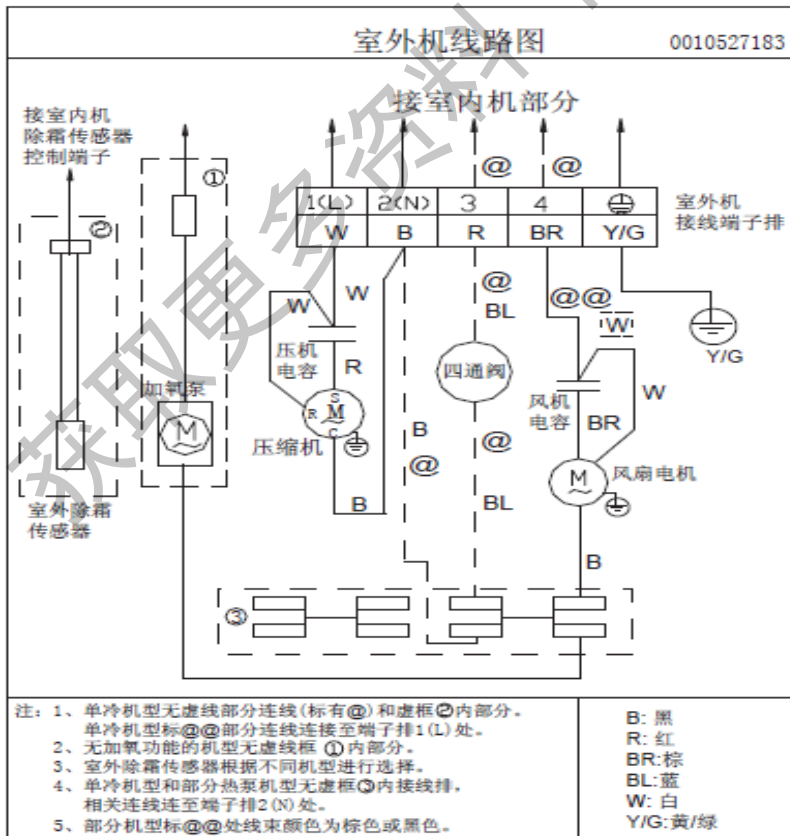 室外机线路图 0010527183
接室内机部分
接室内机
除霜传感器
控制端子
①
②
@ @
1(L) 2(N) 3 4
W B R BR Y/G
室外机
接线端子排
@
BL
@@
W
W
W
Y/G
压机
电容
R
四通阀
风机
电容
BR
W
加氧泵
M
S
R M
C
压缩机
B
@
@
M
风扇电机
B
BL
室外除霜
传感器
B
③
注: 1、单冷机型无虚线部分连线(标有@)和虚框②内部分。
单冷机型标@@部分连线连接至端子排1(L)处。
2、无加氧功能的机型无虚线框 ① 内部分。
3、室外除霜传感器根据不同机型进行选择。
4、单冷机型和部分热泵机型无虚框③内接线排,
相关连线连至端子排2(N)处。
5、部分机型标@@处线束颜色为棕色或黑色。
B: 黑
R: 红
BR:棕
BL:蓝
W: 白
Y/G:黄/绿
获取更多资料